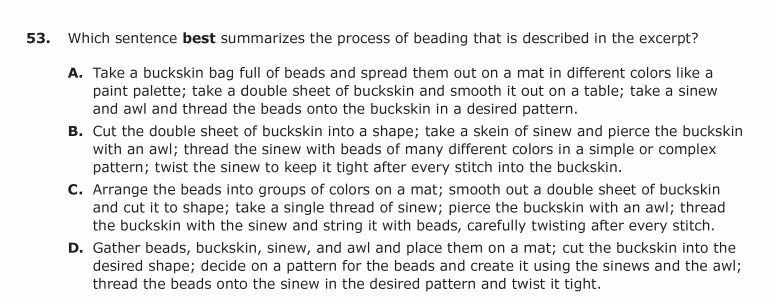 53. Which sentence best summarizes the process of beading that is described in the excerpt?
A. Take a buckskin bag full of beads and spread them out on a mat in different colors like a
paint palette; take a double sheet of buckskin and smooth it out on a table; take a sinew
and awl and thread the beads onto the buckskin in a desired pattern.
B. Cut the double sheet of buckskin into a shape; take a skein of sinew and pierce the buckskin
with an awl; thread the sinew with beads of many different colors in a simple or complex
pattern; twist the sinew to keep it tight after every stitch into the buckskin.
C. Arrange the beads into groups of colors on a mat; smooth out a double sheet of buckskin
and cut it to shape; take a single thread of sinew; pierce the buckskin with an awl; thread
the buckskin with the sinew and string it with beads, carefully twisting after every stitch.
D. Gather beads, buckskin, sinew, and awl and place them on a mat; cut the buckskin into the
desired shape; decide on a pattern for the beads and create it using the sinews and the awl;
thread the beads onto the sinew in the desired pattern and twist it tight.